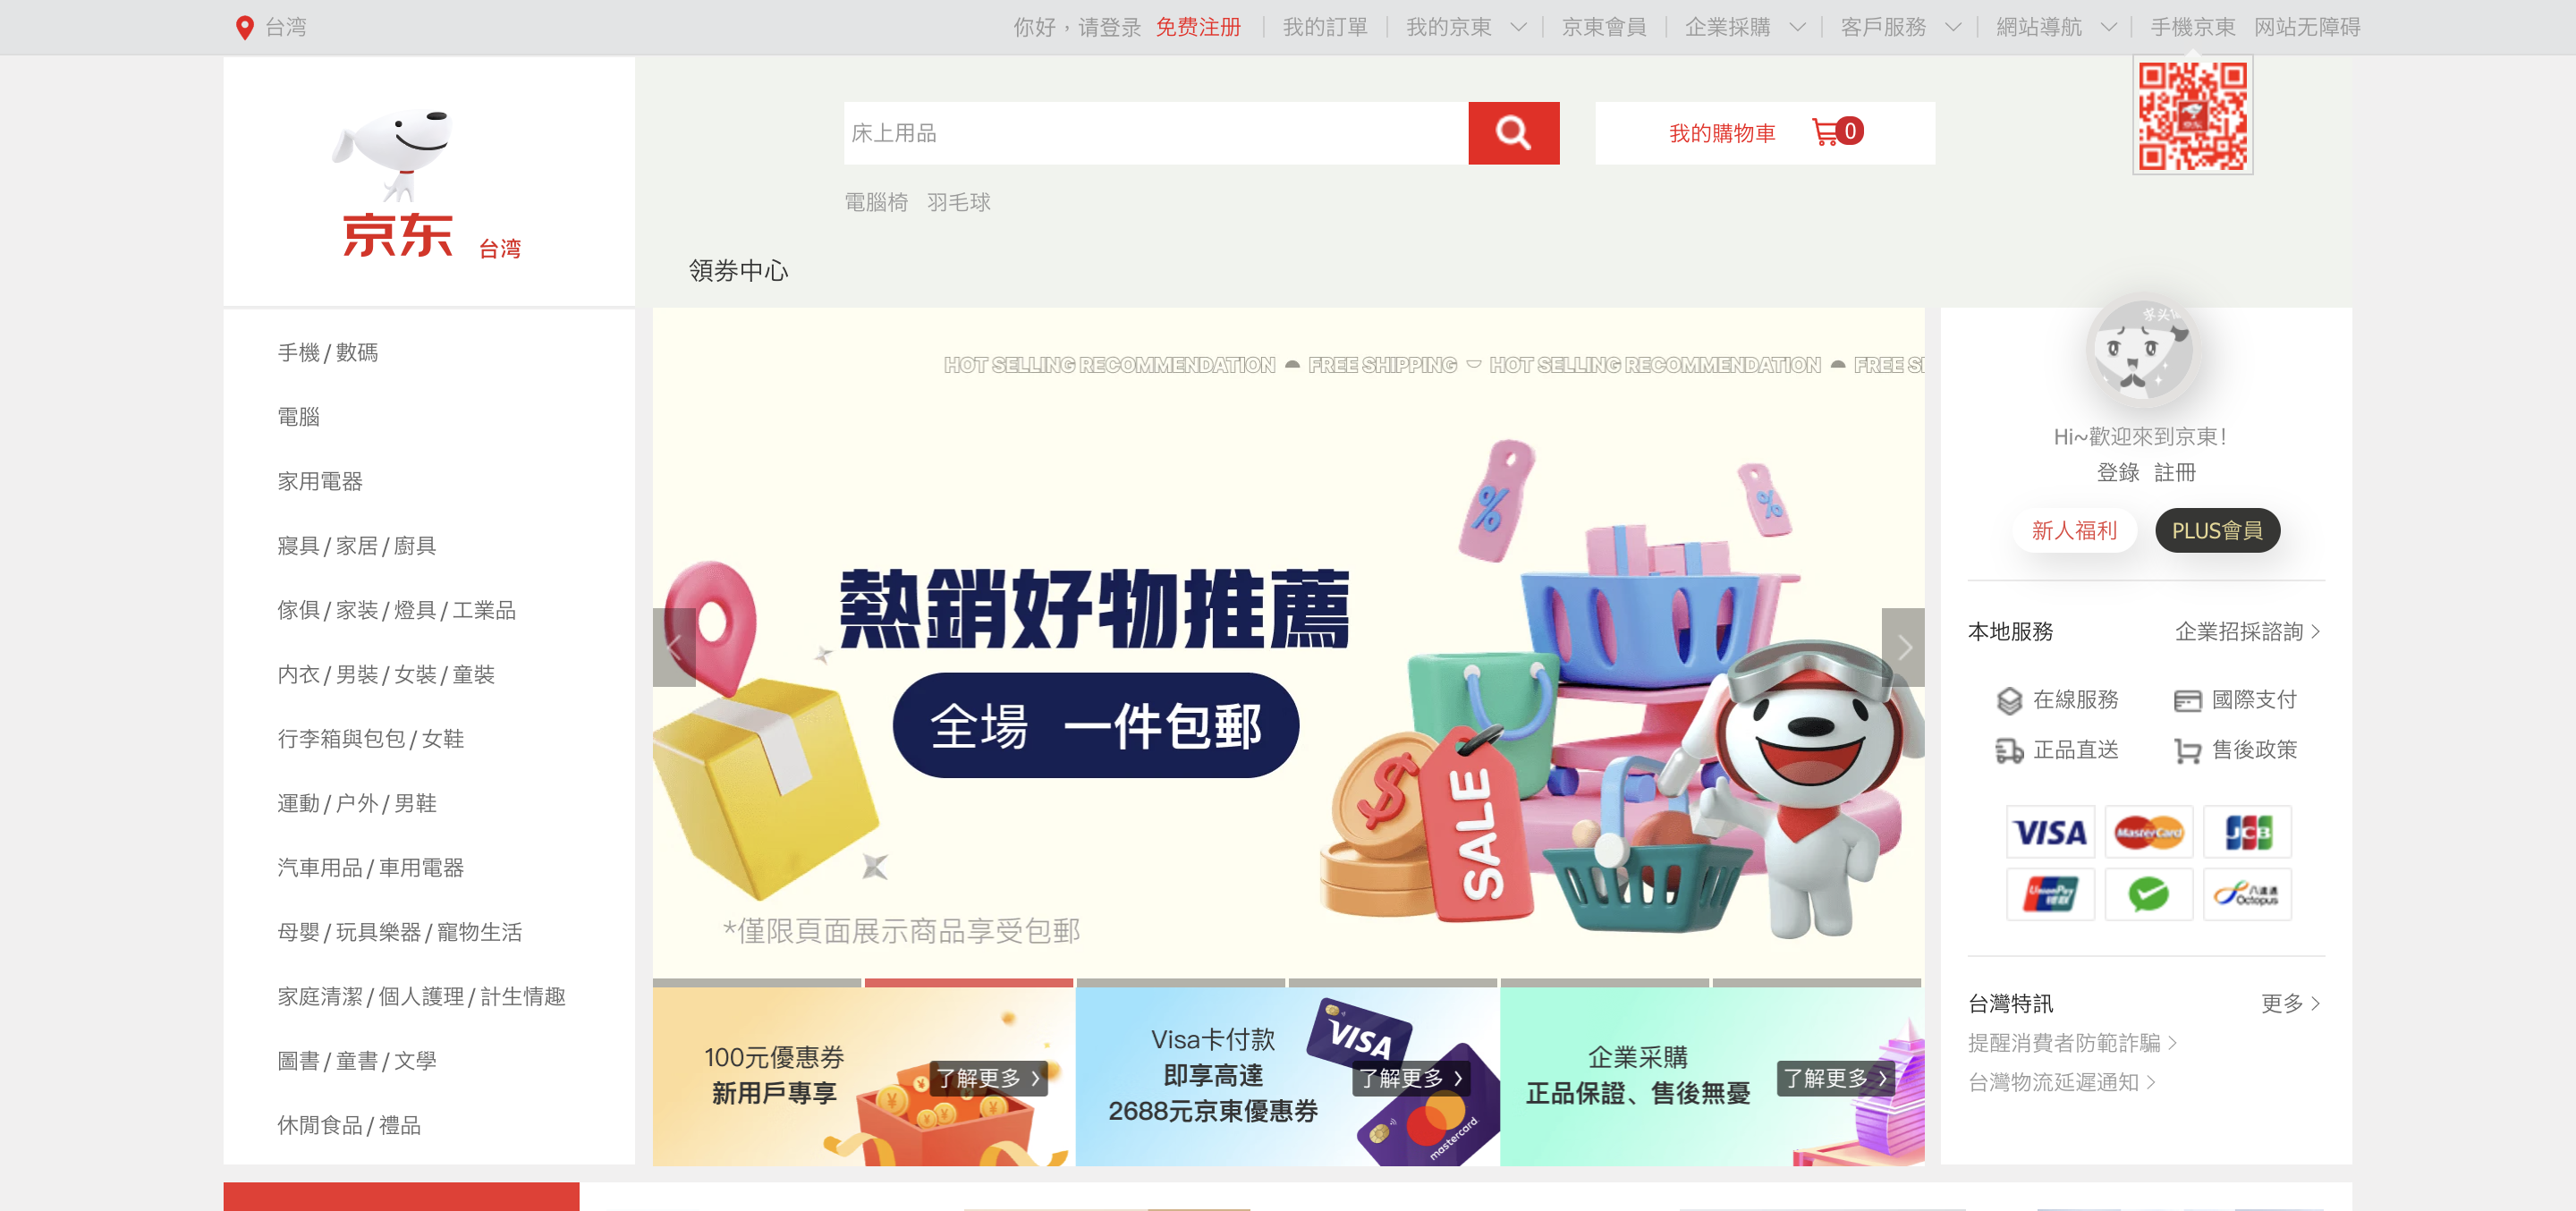 台湾
你好，请登录 免费注册 我的訂單 我的京東 京東會員 企業採購 客戶服務 網站導航 手機京東 网站无障碍
京东 台湾
床上用品
我的購物車 0
電腦椅 羽毛球
領券中心
手機 / 數碼
電腦
家用電器
寢具 / 家居 / 廚具
傢俱 / 家装 / 燈具 / 工業品
内衣 / 男裝 / 女裝 / 童裝
行李箱與包包 / 女鞋
運動 / 户外 / 男鞋
汽車用品 / 車用電器
母嬰 / 玩具樂器 / 寵物生活
家庭清潔 / 個人護理 / 計生情趣
圖書 / 童書 / 文學
休閒食品 / 禮品
HOT SELLING RECOMMENDATION FREE SHIPPING HOT SELLING RECOMMENDATION FREE S
% %
熱銷好物推薦
全場 一件包郵
$
SALE
*僅限頁面展示商品享受包郵
100元優惠券
新用戶專享
了解更多 >
Visa卡付款
即享高達
2688元京東優惠券
VISA
了解更多 >
mastercard
企業采購
正品保證、售後無憂
了解更多 >
Hi~歡迎來到京東!
登錄 註冊
新人福利 PLUS會員
本地服務 企業招採諮詢 >
在線服務 國際支付
正品直送 售後政策
VISA MasterCard JCB
UnionPay 銀联 八達通 Octopus
台灣特訊 更多 >
提醒消費者防範詐騙 >
台灣物流延遲通知 >